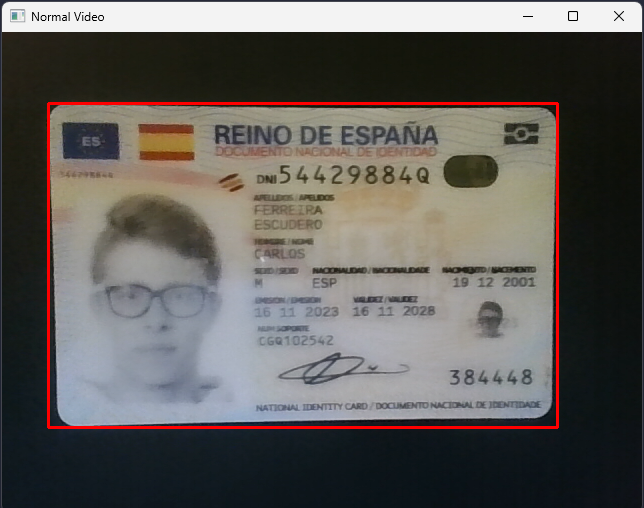 Normal Video
ES
REINO DE ESPAÑA
DOCUMENTO NACIONAL DE IDENTIDAD
DNI 54429884Q
APELLIDOS / APELIDOS
FERREIRA
ESCUDERO
NOMBRE / NOME
CARLOS
SEXO / SEXO NACIONALIDAD / NACIONALIDADE NACIMIENTO / NACEMENTO
M ESP 19 12 2001
EMISIÓN / EMISIÓN VALIDEZ / VALIDEZ
16 11 2023 16 11 2028
NUM SOPORTE
CGQ102542
384448
NATIONAL IDENTITY CARD / DOCUMENTO NACIONAL DE IDENTIDADE